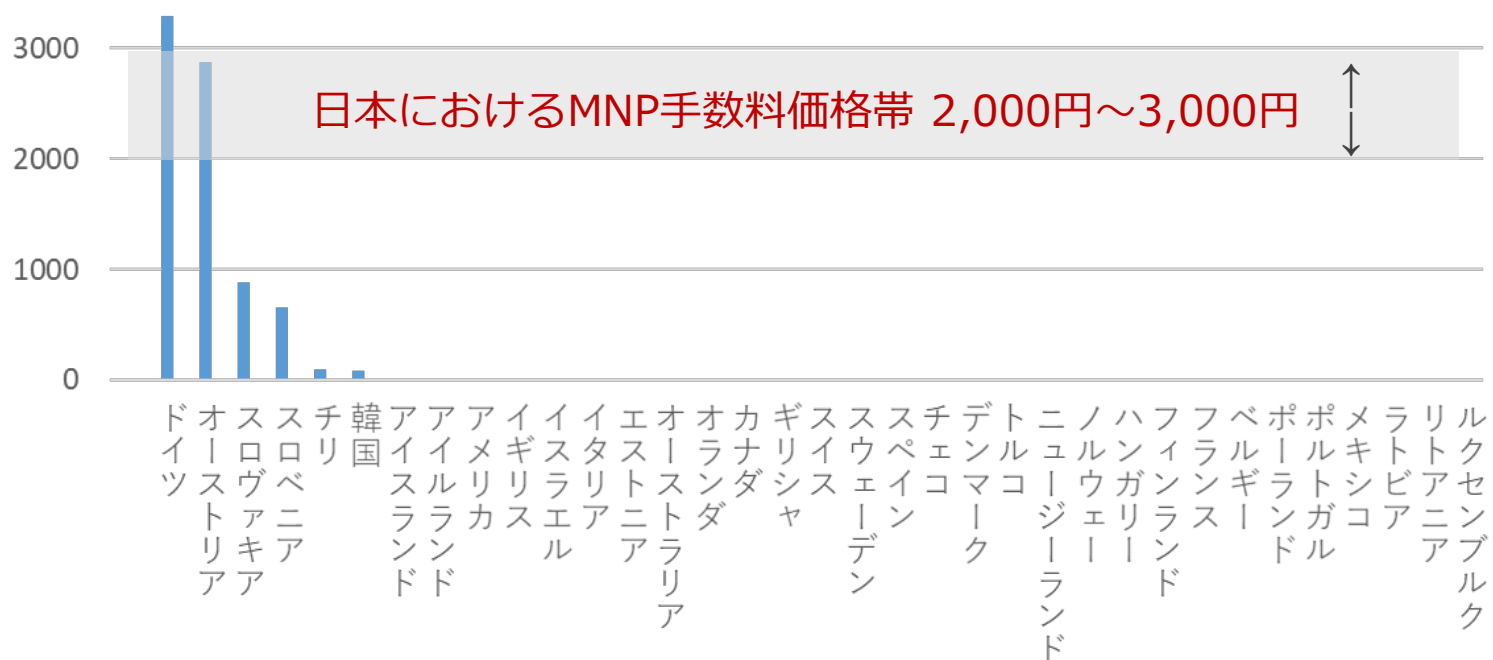 3000
日本におけるMNP手数料価格帯 2,000円～3,000円
↑
↓
2000
1000
0
ドイツ
オーストリア
スロヴァキア
スロベニア
チリ
韓国
アイスランド
アイルランド
アメリカ
イギリス
イスラエル
イタリア
エストニア
オーストラリア
オランダ
カナダ
ギリシャ
スイス
スウェーデン
スペイン
チェコ
デンマーク
トルコ
ニュージーランド
ノルウェー
ハンガリー
フィンランド
フランス
ベルギー
ポーランド
ポルトガル
メキシコ
ラトビア
リトアニア
ルクセンブルク